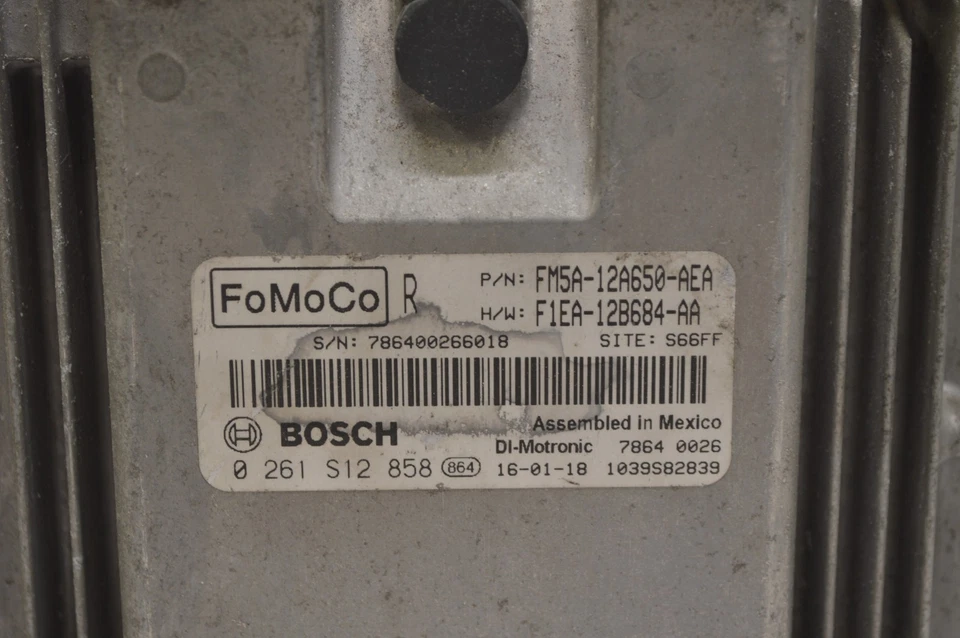 FoMoCo R P/N: FM5A-12A650-AEA
H/W: F1EA-12B684-AA
S/N: 786400266018 SITE: S66FF
Assembled in Mexico
BOSCH DI-Motronic 7864 0026
0 261 S12 858 864 16-01-18 1039S82839